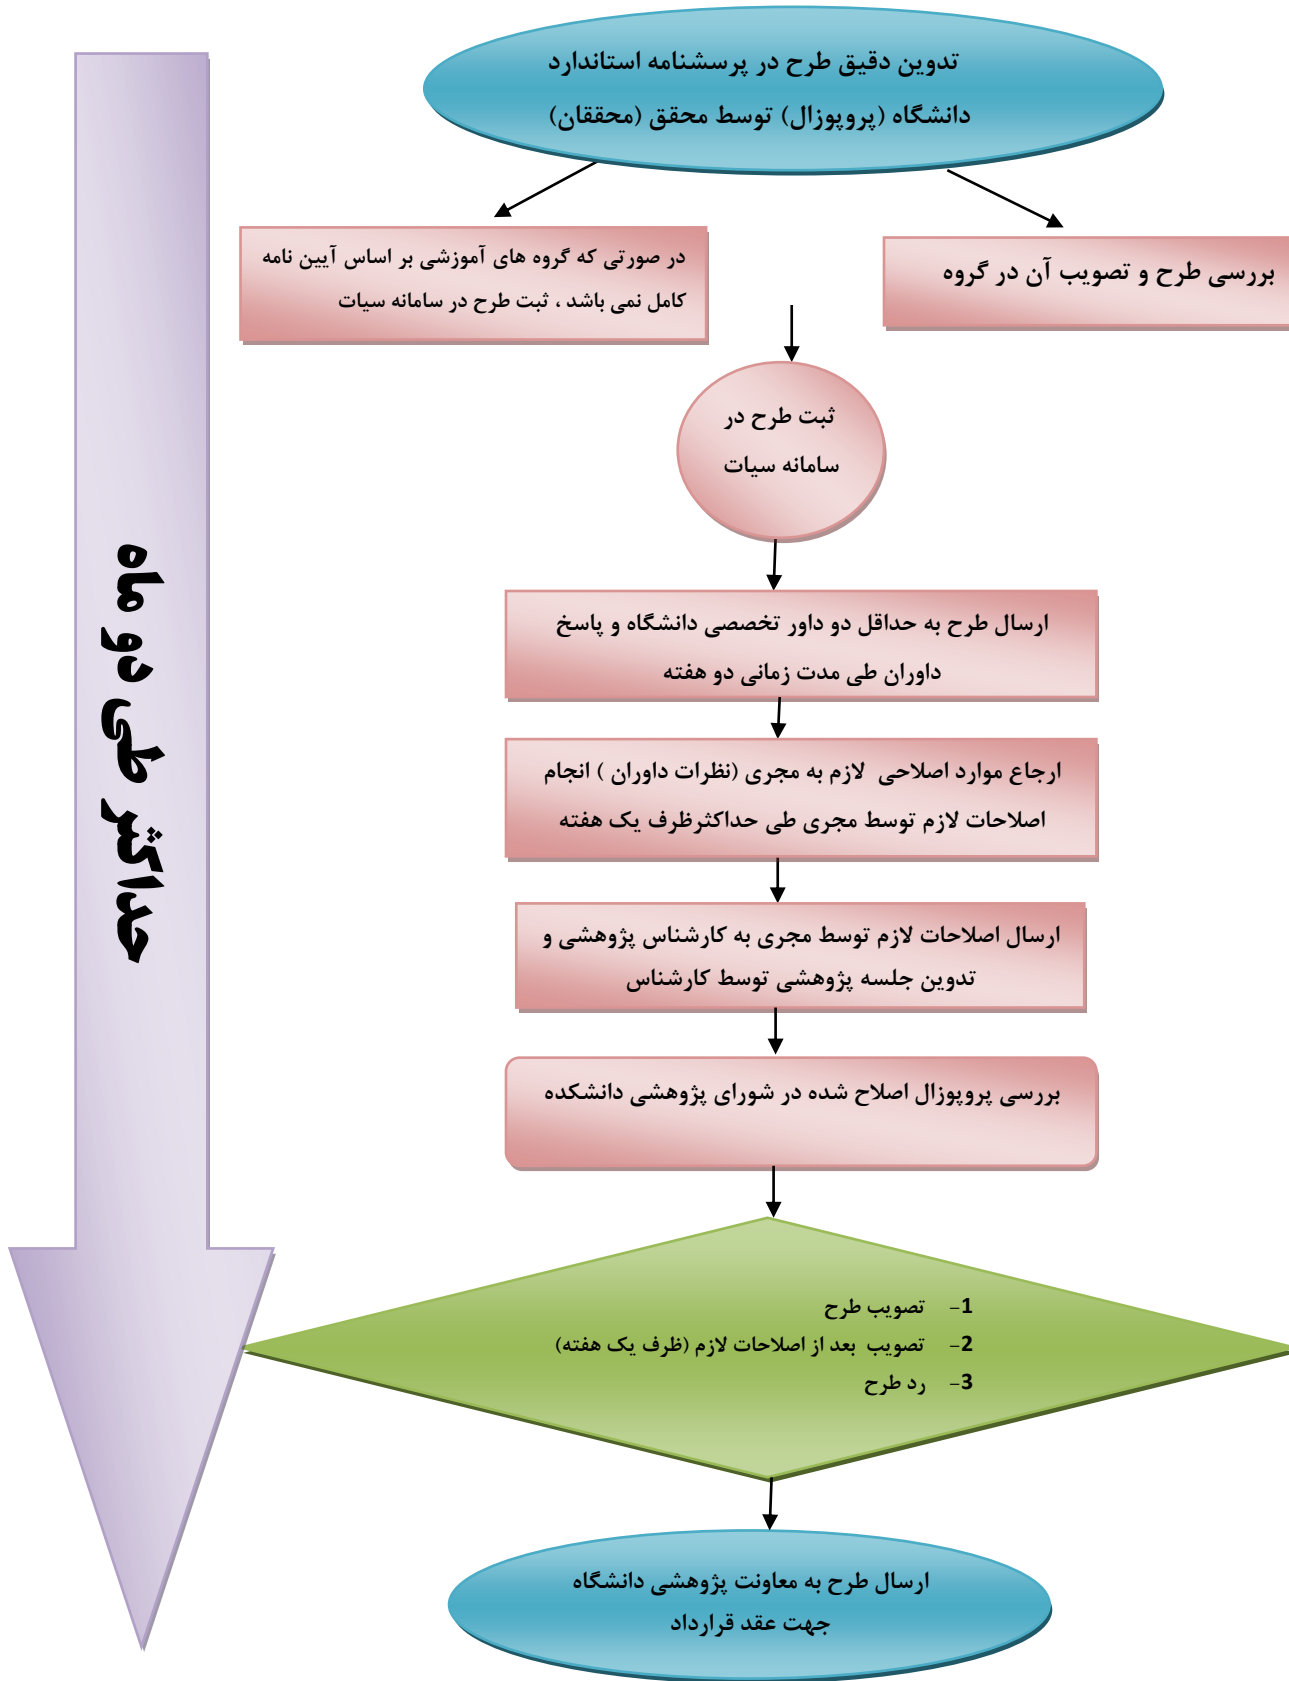 تدوین دقیق طرح در پرسشنامه استاندارد
دانشگاه (پروپوزال) توسط محقق (محققان)
بررسی طرح و تصویب آن در گروه
در صورتی که گروه های آموزشی بر اساس آیین نامه
کامل نمی باشد ، ثبت طرح در سامانه سیات
ثبت طرح در
سامانه سیات
ارسال طرح به حداقل دو داور تخصصی دانشگاه و پاسخ
داوران طی مدت زمانی دو هفته
ارجاع موارد اصلاحی لازم به مجری (نظرات داوران ) انجام
اصلاحات لازم توسط مجری طی حداکثرظرف یک هفته
ارسال اصلاحات لازم توسط مجری به کارشناس پژوهشی و
تدوین جلسه پژوهشی توسط کارشناس
بررسی پروپوزال اصلاح شده در شورای پژوهشی دانشکده
1- تصویب طرح
2- تصویب بعد از اصلاحات لازم (ظرف یک هفته)
3- رد طرح
ارسال طرح به معاونت پژوهشی دانشگاه
جهت عقد قرارداد
حداکثر طی دو ماه